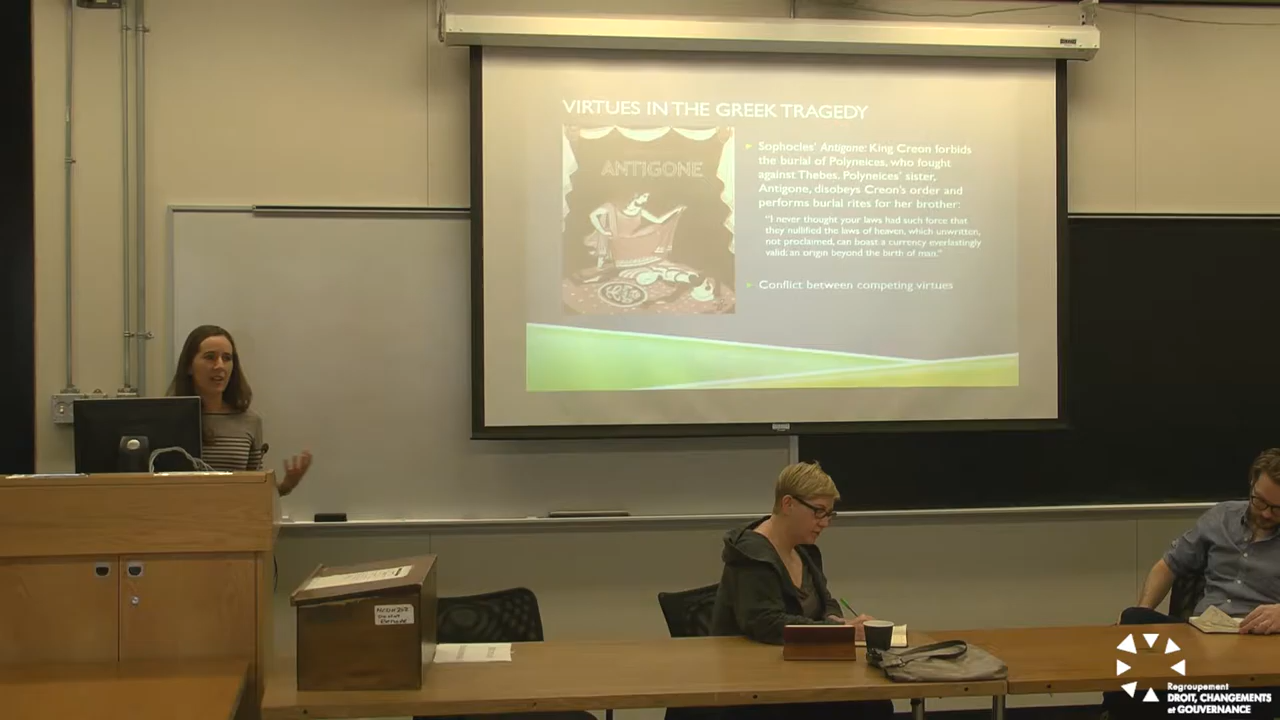 VIRTUES IN THE GREEK TRAGEDY
ANTIGONE
Sophocles' Antigone: King Creon forbids
the burial of Polyneices, who fought
against Thebes. Polyneices' sister,
Antigone, disobeys Creon's order and
performs burial rites for her brother:
"I never thought your laws had such force that
they nullified the laws of heaven, which unwritten,
not proclaimed, can boast a currency everlastingly
valid; an origin beyond the birth of man."
Conflict between competing virtues
Regroupement
DROIT, CHANGEMENTS
et GOUVERNANCE